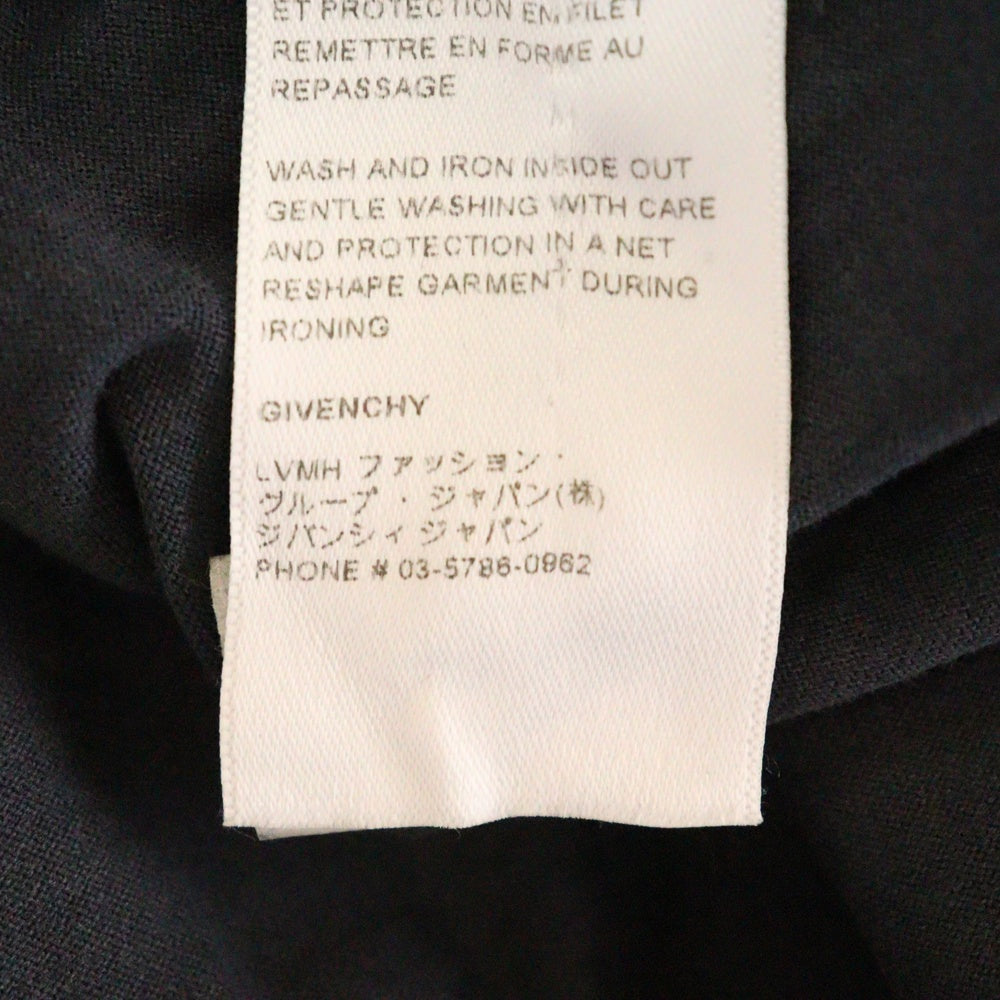 ET PROTECTION EN FILET
REMETTRE EN FORME AU
REPASSAGE
WASH AND IRON INSIDE OUT
GENTLE WASHING WITH CARE
AND PROTECTION IN A NET
RESHAPE GARMENT DURING
IRONING
GIVENCHY
LVMH ファッション・
グループ・ジャパン(株)
ジバンシィ ジャパン
PHONE # 03-5786-0962